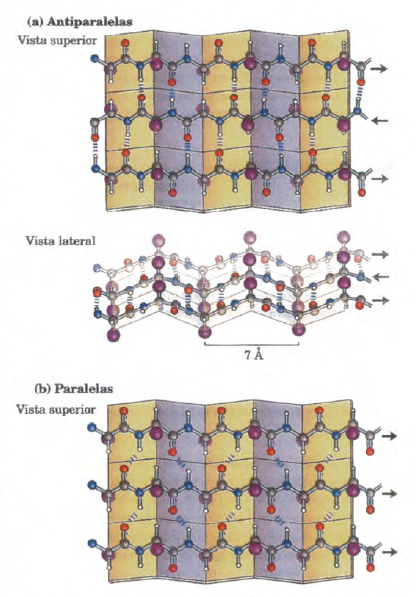 (a) Antiparalelas
Vista superior
Vista lateral
7 Å
(b) Paralelas
Vista superior